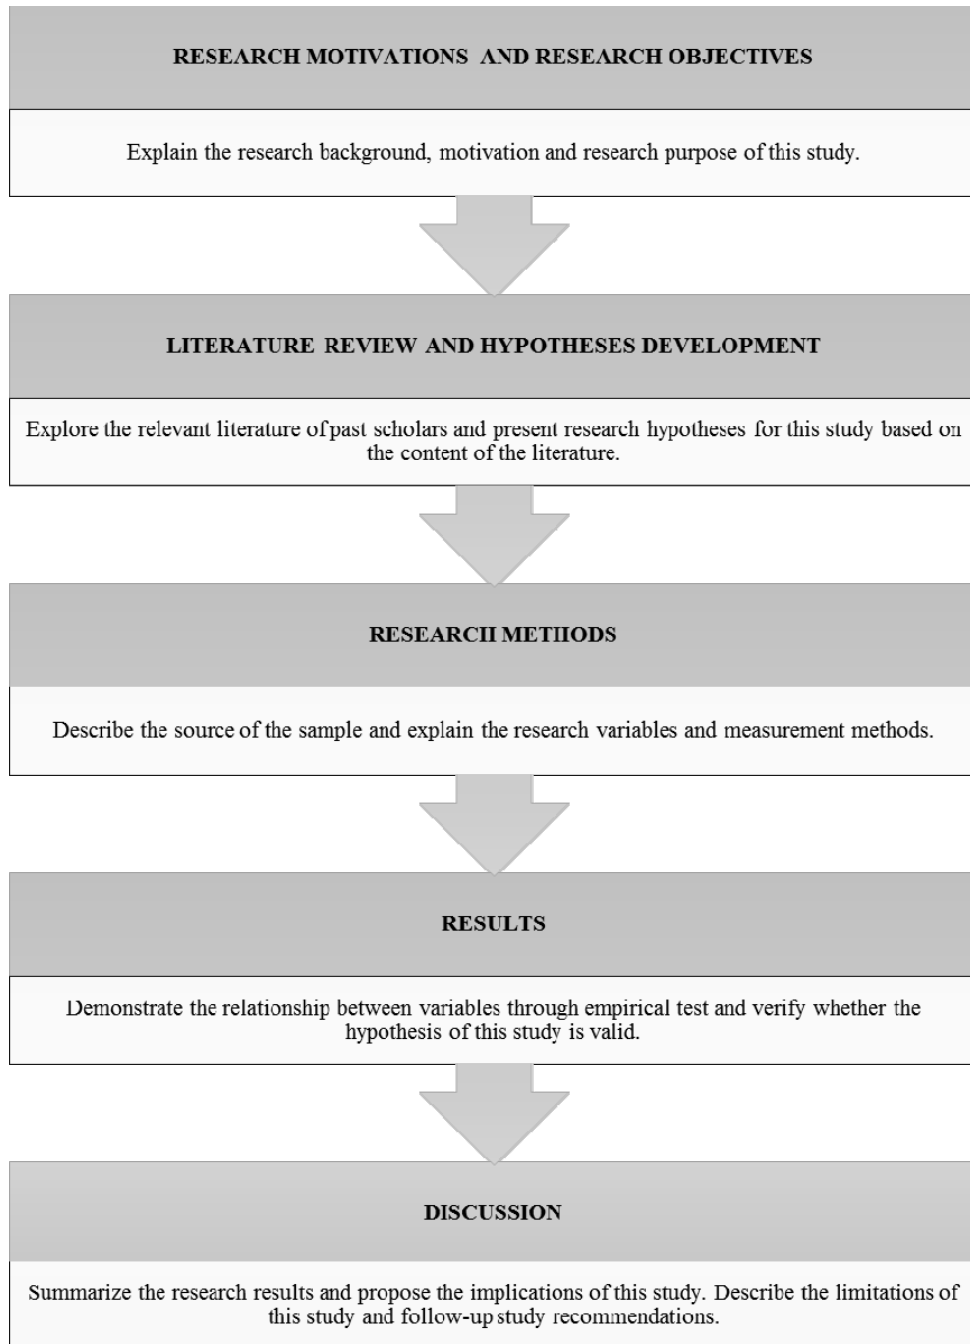 RESEARCH MOTIVATIONS AND RESEARCH OBJECTIVES
Explain the research background, motivation and research purpose of this study.
LITERATURE REVIEW AND HYPOTHESES DEVELOPMENT
Explore the relevant literature of past scholars and present research hypotheses for this study based on
the content of the literature.
RESEARCH METHODS
Describe the source of the sample and explain the research variables and measurement methods.
RESULTS
Demonstrate the relationship between variables through empirical test and verify whether the
hypothesis of this study is valid.
DISCUSSION
Summarize the research results and propose the implications of this study. Describe the limitations of
this study and follow-up study recommendations.